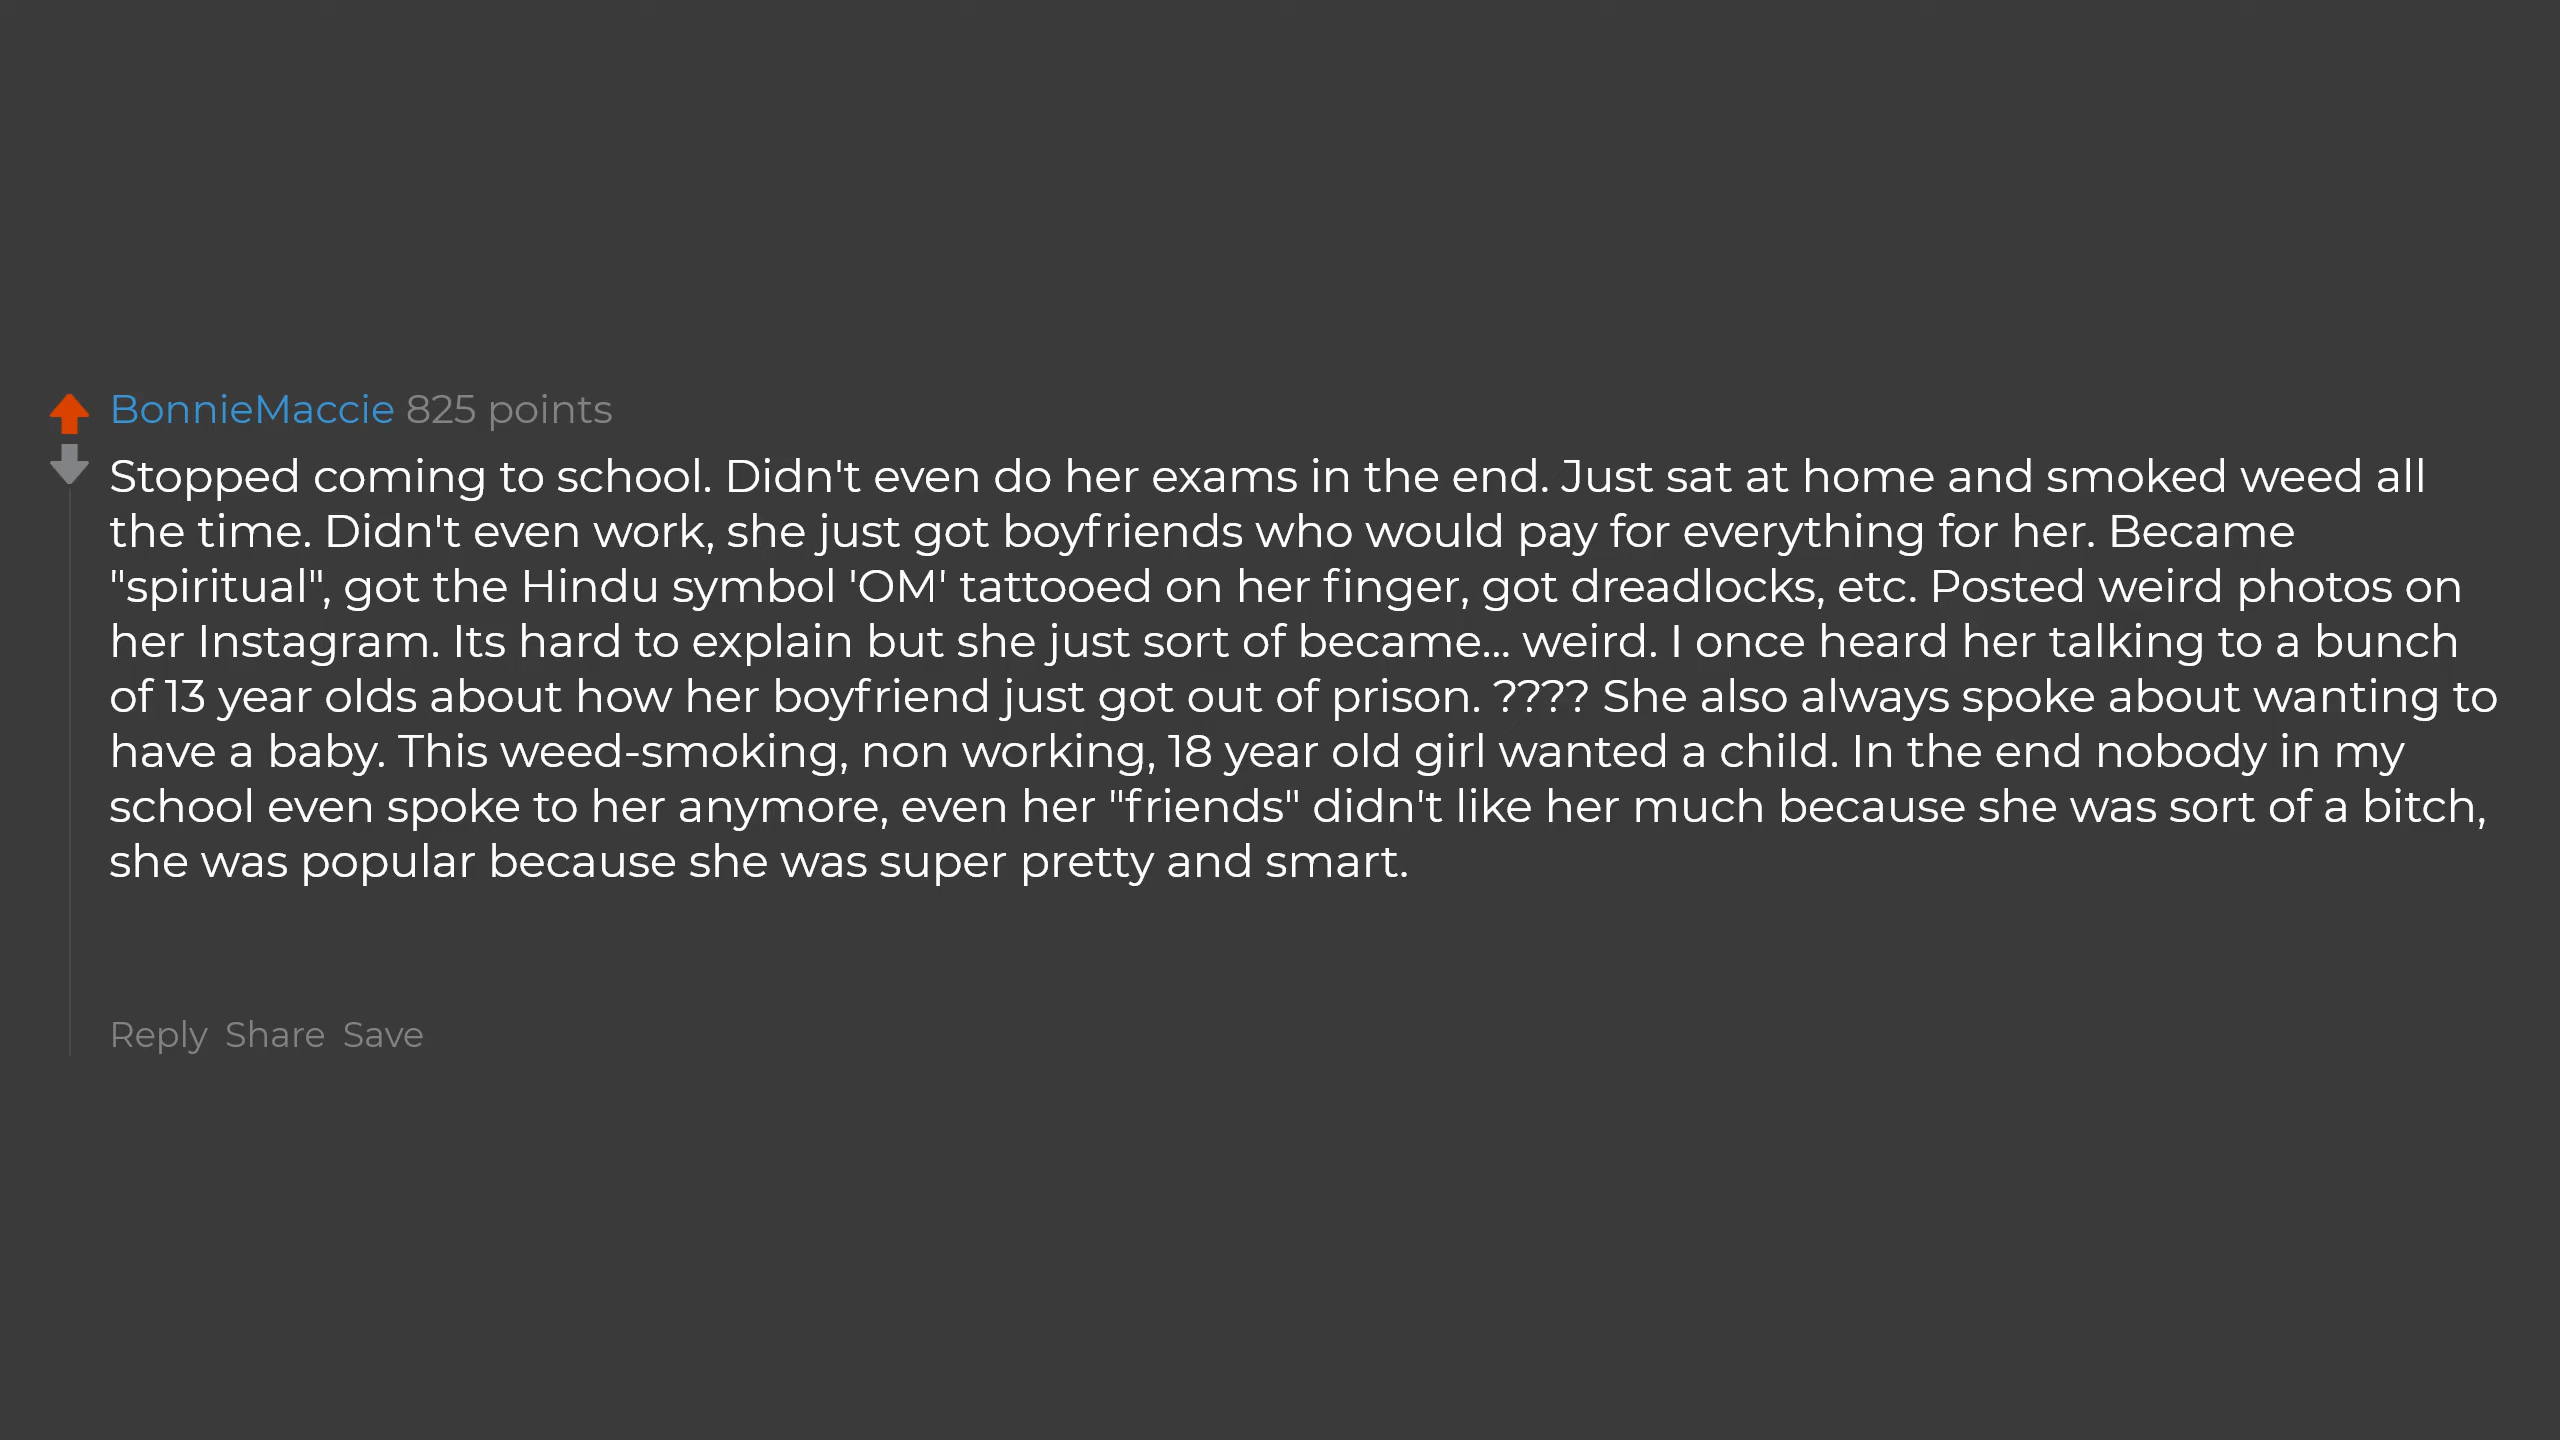 BonnieMaccie 825 points
Stopped coming to school. Didn't even do her exams in the end. Just sat at home and smoked weed all
the time. Didn't even work, she just got boyfriends who would pay for everything for her. Became
"spiritual", got the Hindu symbol 'OM' tattooed on her finger, got dreadlocks, etc. Posted weird photos on
her Instagram. Its hard to explain but she just sort of became... weird. I once heard her talking to a bunch
of 13 year olds about how her boyfriend just got out of prison. ???? She also always spoke about wanting to
have a baby. This weed-smoking, non working, 18 year old girl wanted a child. In the end nobody in my
school even spoke to her anymore, even her "friends" didn't like her much because she was sort of a bitch,
she was popular because she was super pretty and smart.
Reply Share Save